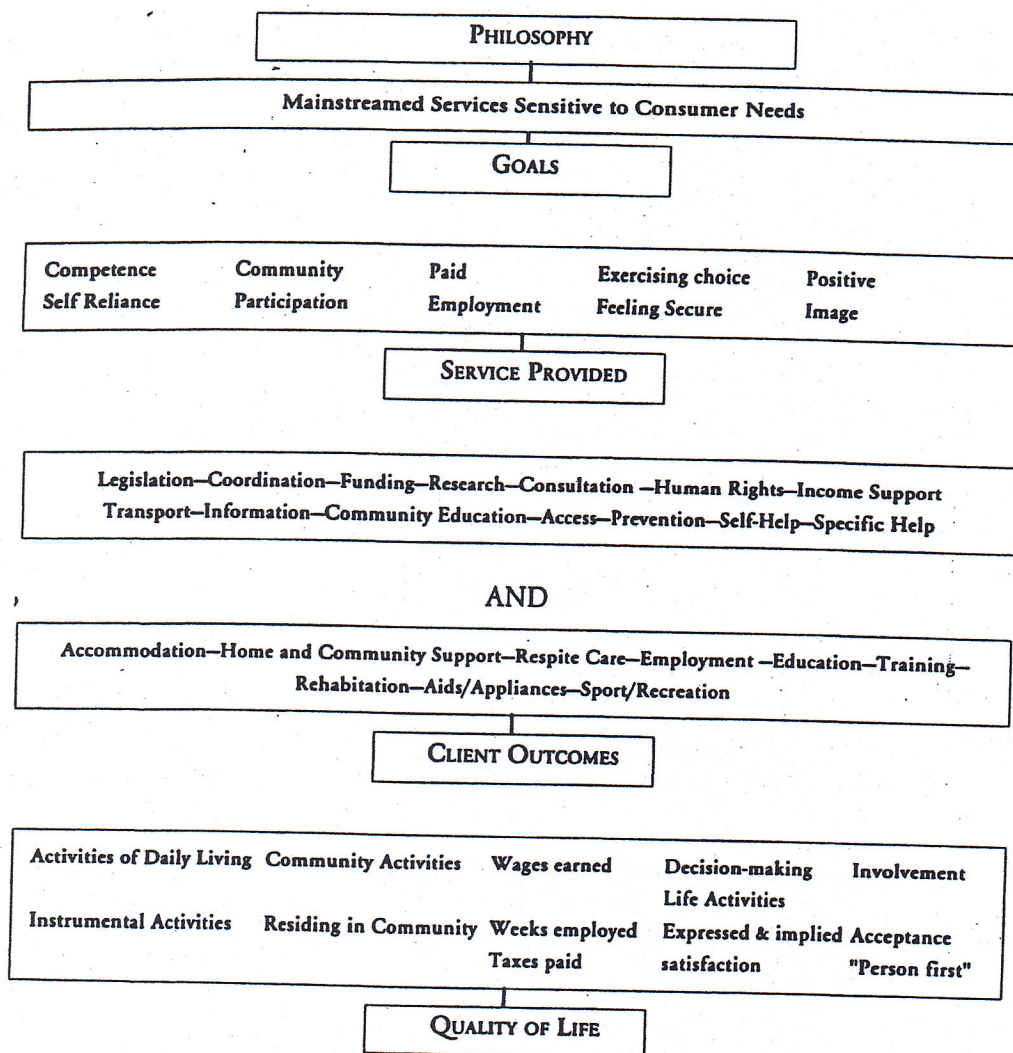 PHILOSOPHY
Mainstreamed Services Sensitive to Consumer Needs
GOALS
Competence Community Paid Exercising choice Positive
Self Reliance Participation Employment Feeling Secure Image
SERVICE PROVIDED
Legislation—Coordination—Funding—Research—Consultation —Human Rights—Income Support
Transport—Information—Community Education—Access—Prevention—Self-Help—Specific Help
AND
Accommodation—Home and Community Support—Respite Care—Employment —Education—Training—
Rehabitation—Aids/Appliances—Sport/Recreation
CLIENT OUTCOMES
Activities of Daily Living Community Activities Wages earned Decision-making Involvement
Life Activities
Instrumental Activities Residing in Community Weeks employed Expressed & implied Acceptance
Taxes paid satisfaction "Person first"
QUALITY OF LIFE